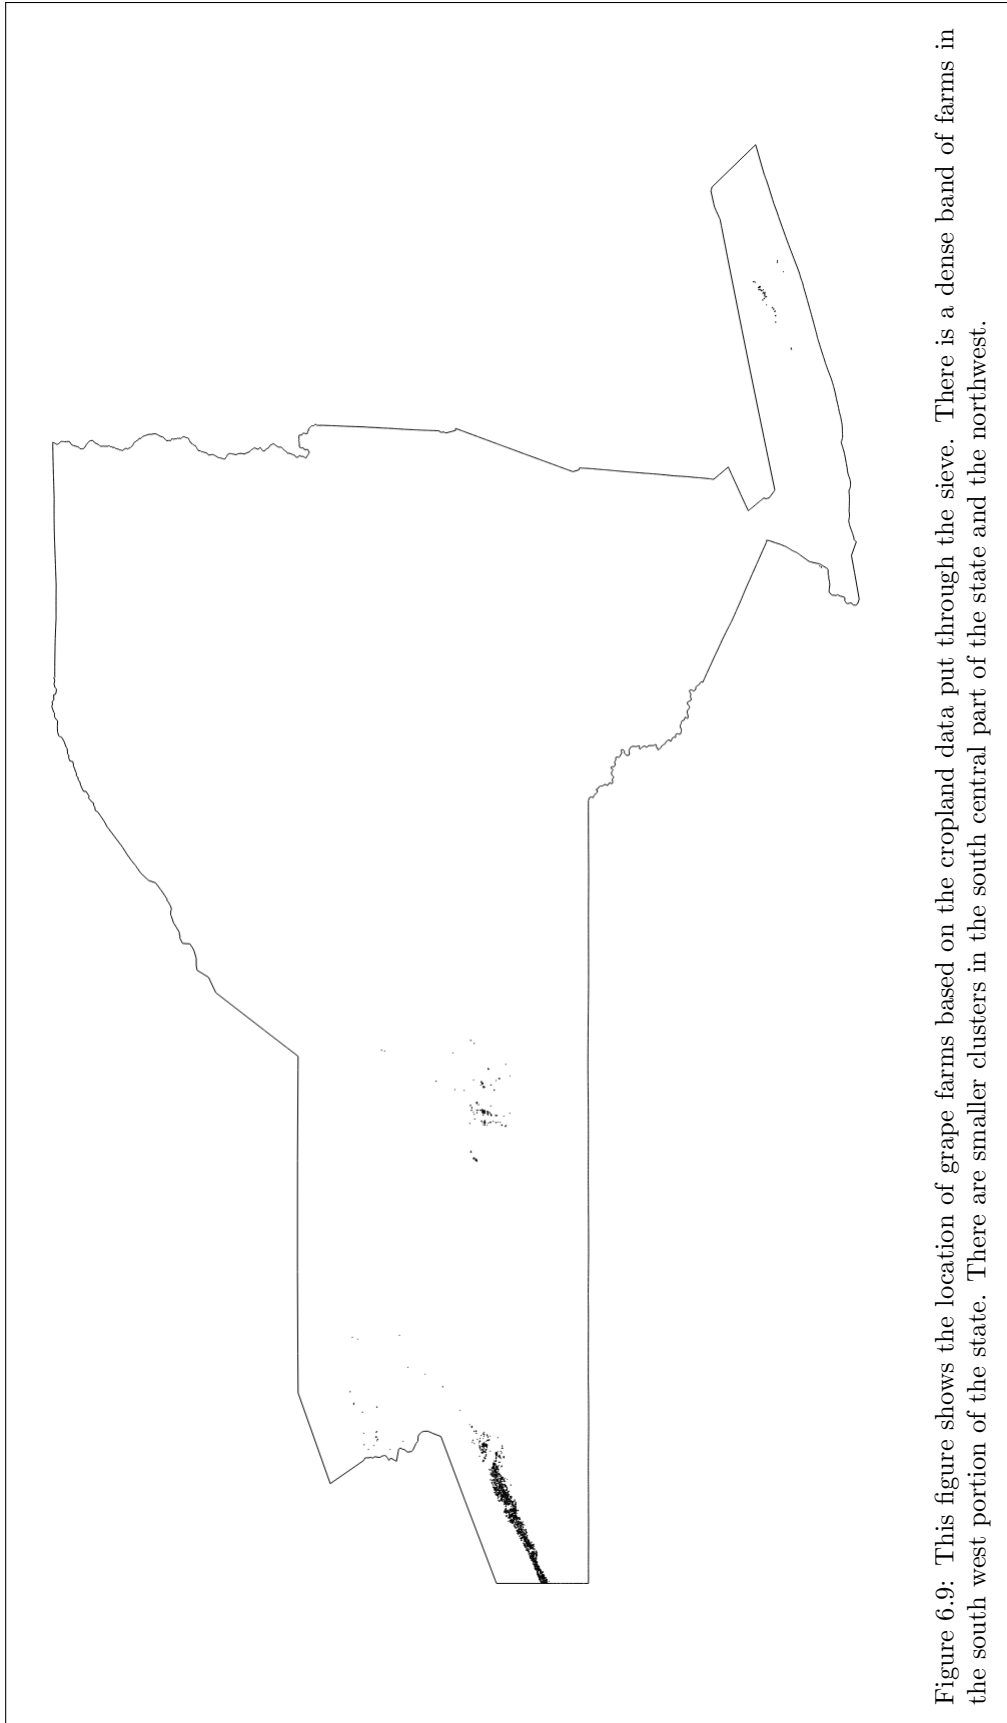 Figure 6.9: This figure shows the location of grape farms based on the cropland data put through the sieve. There is a dense band of farms in
the south west portion of the state. There are smaller clusters in the south central part of the state and the northwest.